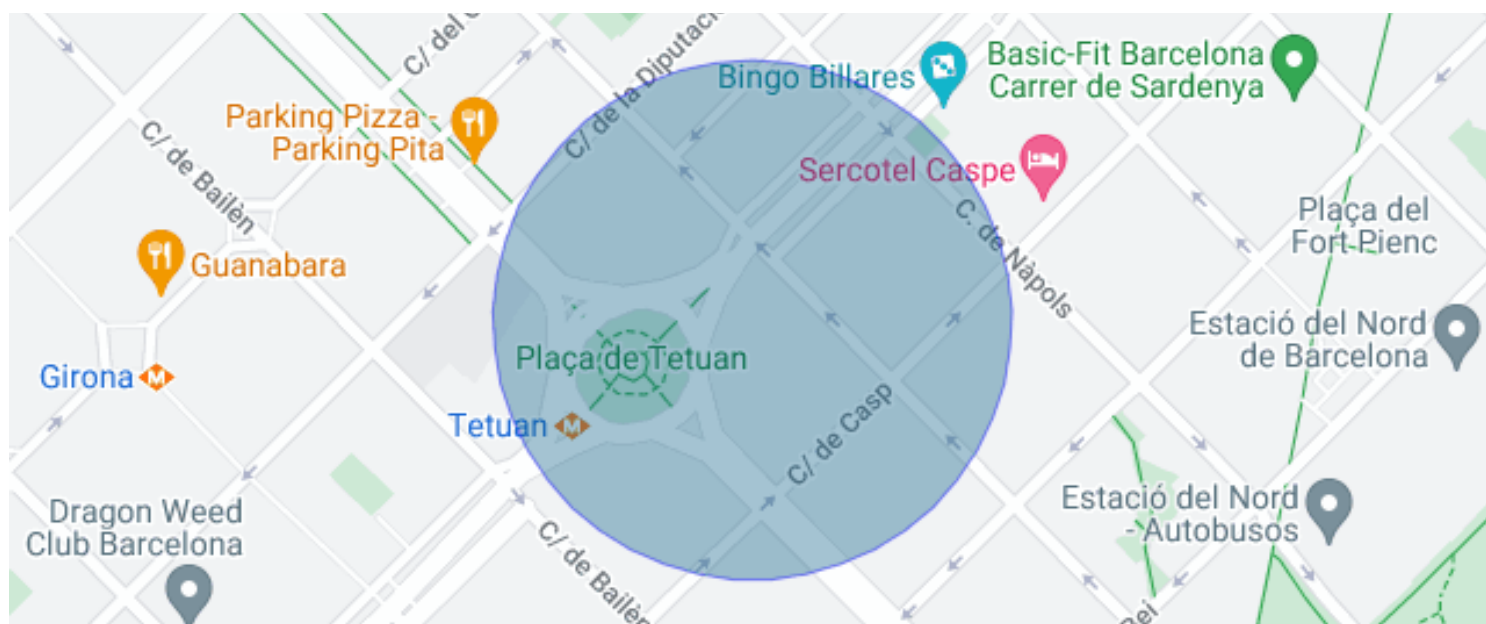 C/ del
C/ de la Diputació
Bingo Billares
Basic-Fit Barcelona
Carrer de Sardenya
Parking Pizza -
Parking Pita
C/ de Bailèn
Sercotel Caspe
C. de Nàpols
Plaça del
Fort Pienc
Guanabara
Estació del Nord
de Barcelona
Plaça de Tetuan
Girona
M
Tetuan
M
C/ de Casp
Dragon Weed
Club Barcelona
C/ de Bailèn
Estació del Nord
- Autobusos
Rei